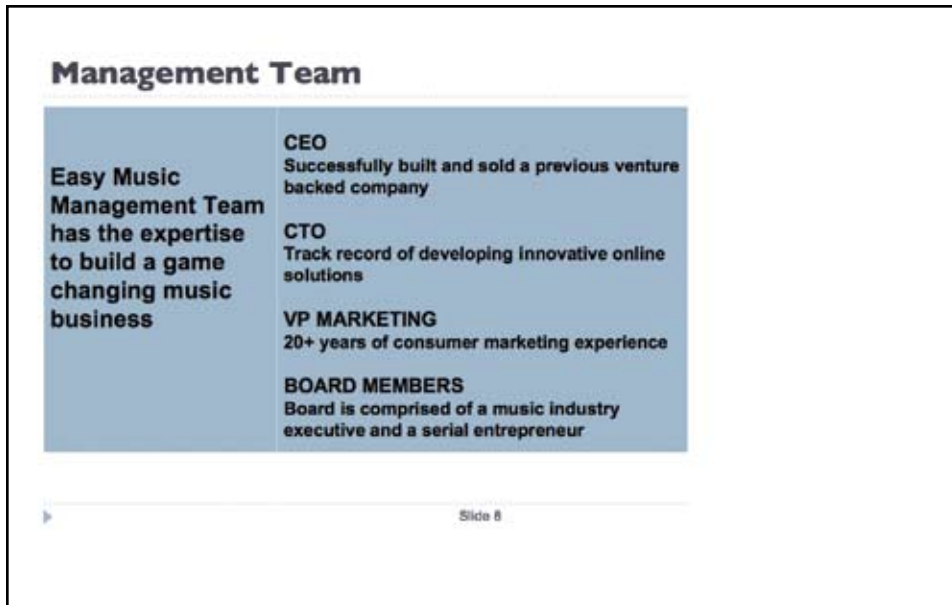 Management Team
Easy Music
Management Team
has the expertise
to build a game
changing music
business
CEO
Successfully built and sold a previous venture
backed company
CTO
Track record of developing innovative online
solutions
VP MARKETING
20+ years of consumer marketing experience
BOARD MEMBERS
Board is comprised of a music industry
executive and a serial entrepreneur
Slide 8